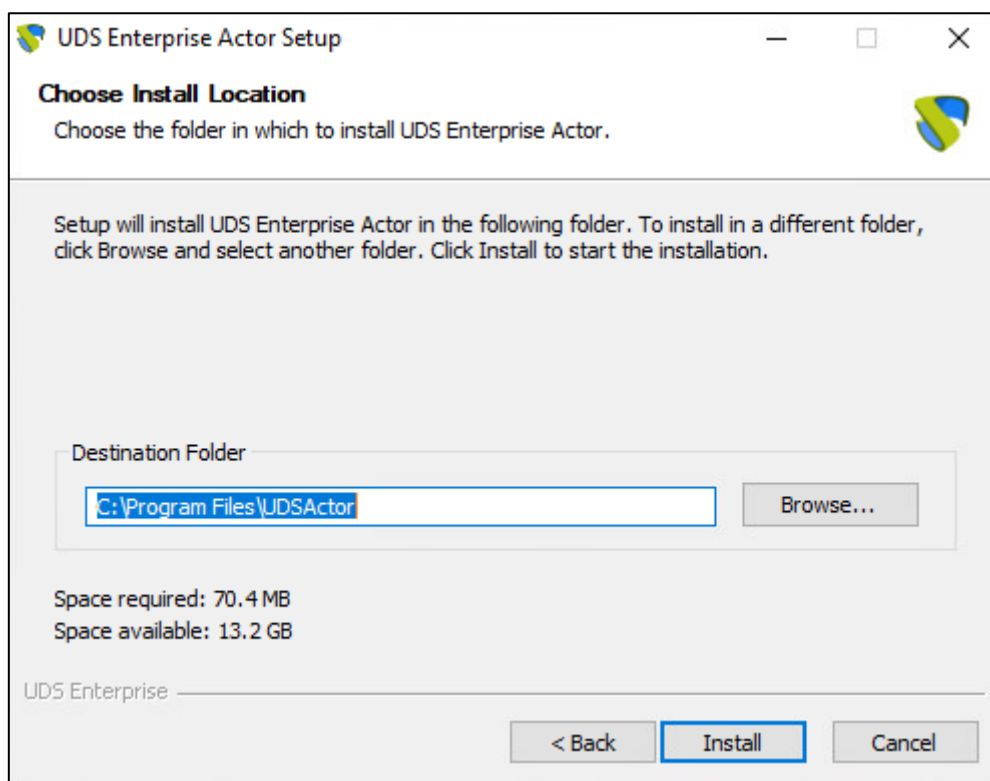 UDS Enterprise Actor Setup
Choose Install Location
Choose the folder in which to install UDS Enterprise Actor.
Setup will install UDS Enterprise Actor in the following folder. To install in a different folder,
click Browse and select another folder. Click Install to start the installation.
Destination Folder
C:\Program Files\UDSActor
Browse...
Space required: 70.4 MB
Space available: 13.2 GB
UDS Enterprise
< Back
Install
Cancel